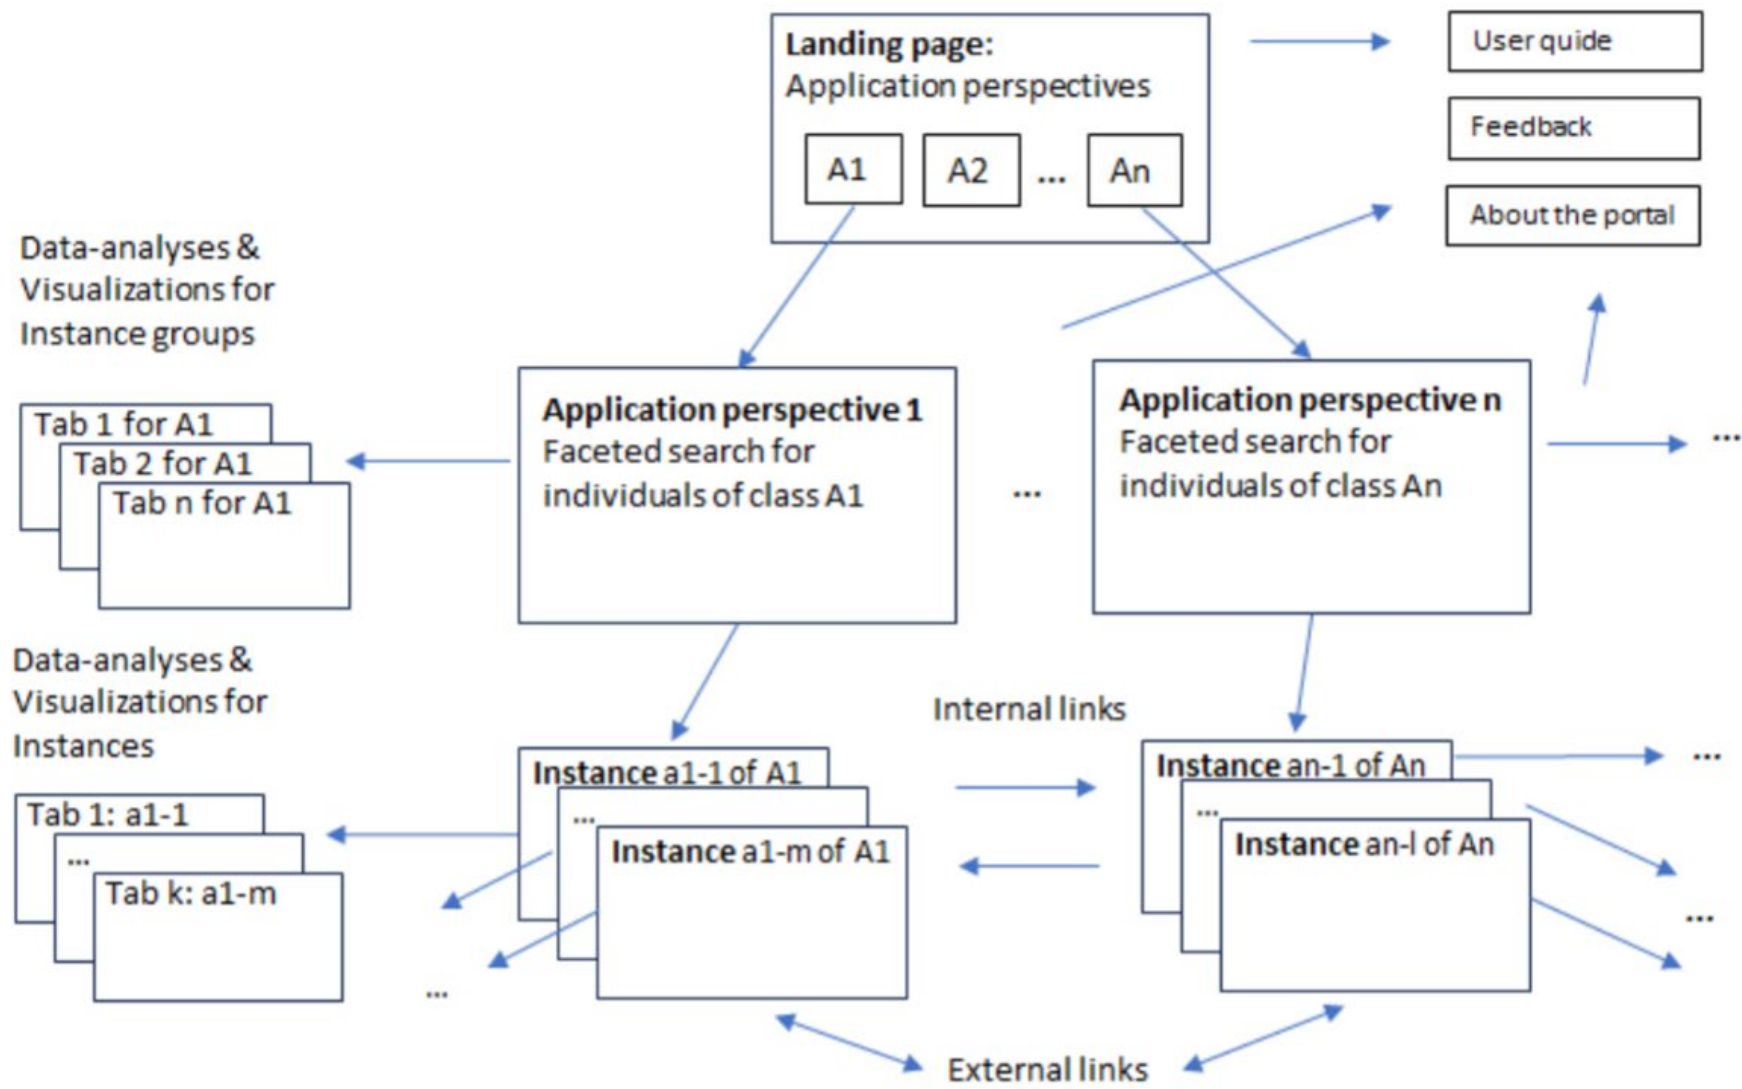 Landing page:
Application perspectives
A1
A2
...
An
User quide
Feedback
About the portal
Data-analyses &
Visualizations for
Instance groups
Tab 1 for A1
Tab 2 for A1
Tab n for A1
Application perspective 1
Faceted search for
individuals of class A1
...
Application perspective n
Faceted search for
individuals of class An
...
Data-analyses &
Visualizations for
Instances
Tab 1: a1-1
...
Tab k: a1-m
...
Instance a1-1 of A1
...
Instance a1-m of A1
Internal links
Instance an-1 of An
...
Instance an-l of An
...
...
External links